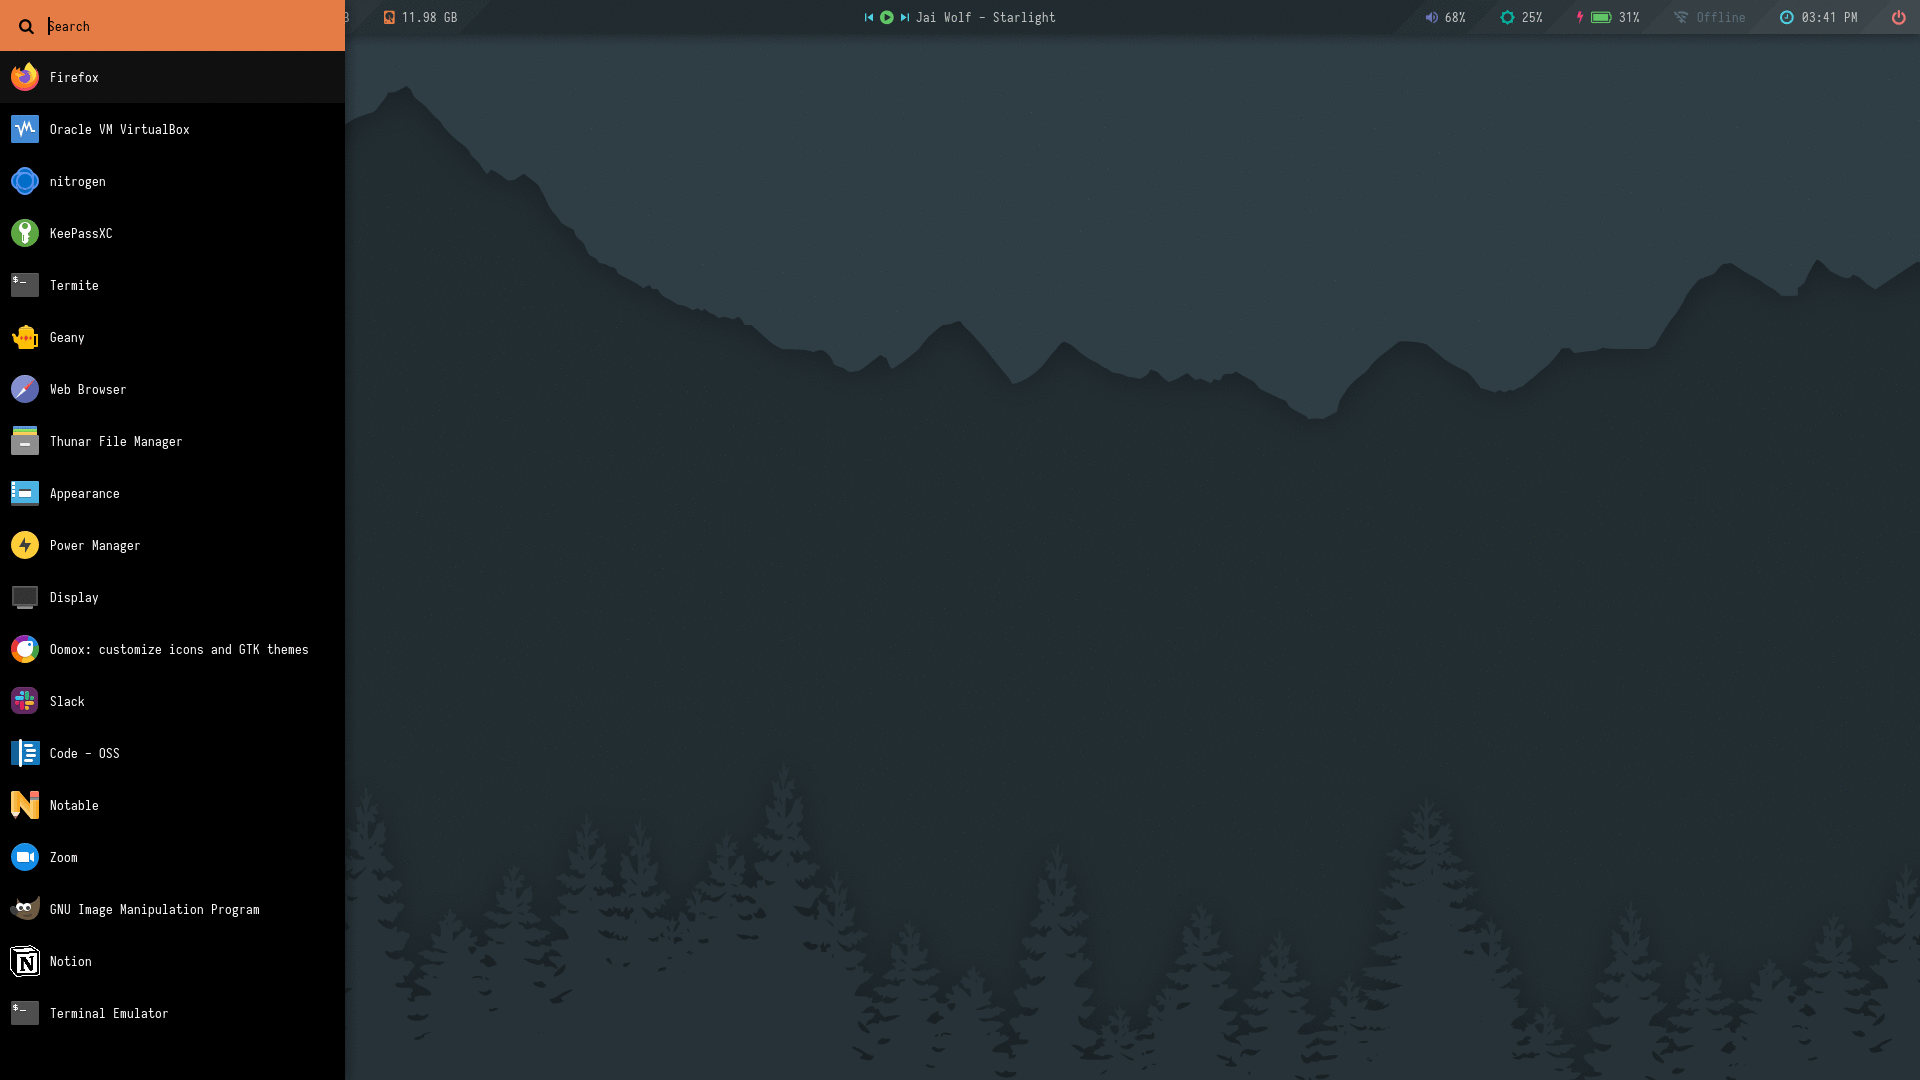 Search
11.98 GB
Jai Wolf - Starlight
68%
25%
31%
Offline
03:41 PM
Firefox
Oracle VM VirtualBox
nitrogen
KeePassXC
$_
Termite
Geany
Web Browser
Thunar File Manager
Appearance
Power Manager
Display
Oomox: customize icons and GTK themes
Slack
Code - OSS
Notable
Zoom
GNU Image Manipulation Program
N
Notion
$_
Terminal Emulator